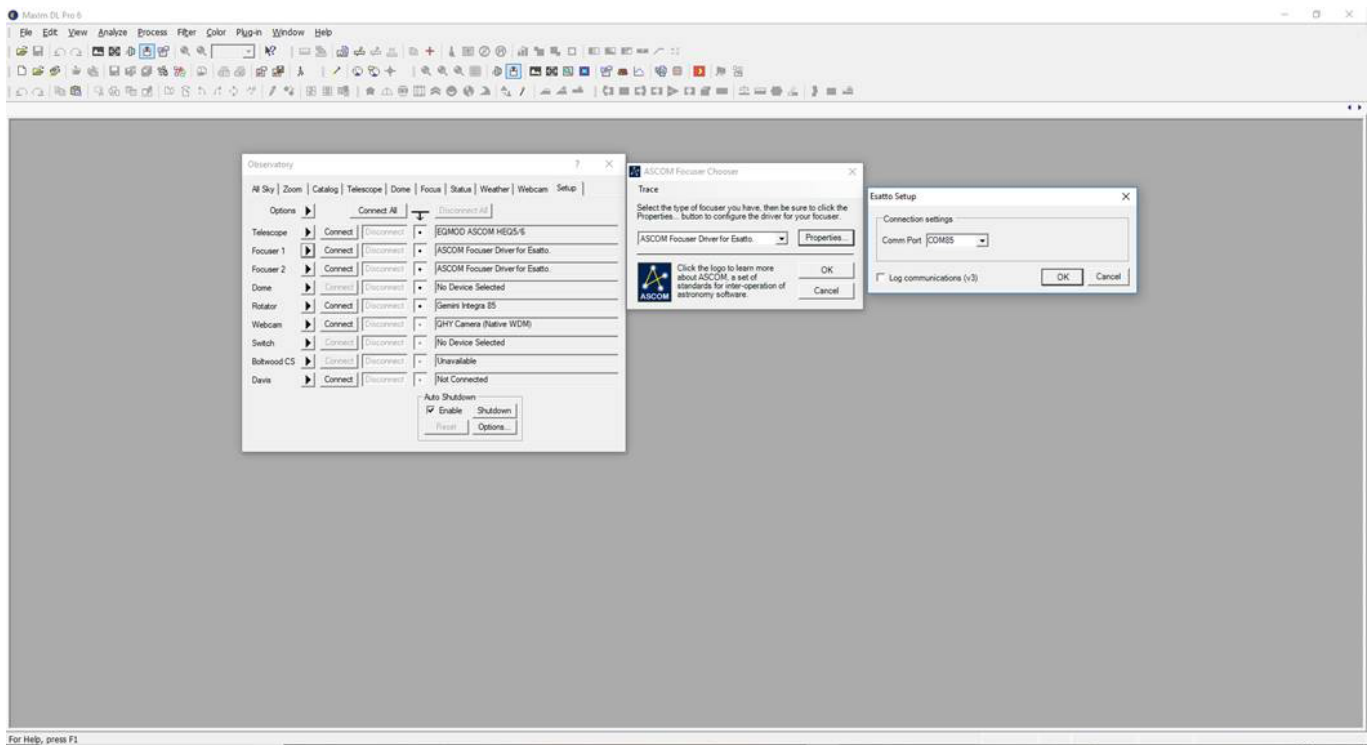 Maxim DL Pro 6
File Edit View Analyze Process Filter Color Plug-in Window Help
Observatory ? ×
All Sky Zoom Catalog Telescope Dome Focus Status Weather Webcam Setup
Options Connect All Disconnect All
Telescope Connect Disconnect EQMOD ASCOM HEQ5/6
Focuser 1 Connect Disconnect ASCOM Focuser Driver for Esatto.
Focuser 2 Connect Disconnect ASCOM Focuser Driver for Esatto.
Dome Connect Disconnect No Device Selected
Rotator Connect Disconnect Gemini Integra 85
Webcam Connect Disconnect QHY Camera (Native WDM)
Switch Connect Disconnect No Device Selected
Boltwood CS Connect Disconnect Unavailable
Davis Connect Disconnect Not Connected
Auto Shutdown
Enable Shutdown
Reset Options...
ASCOM Focuser Chooser
Trace
Select the type of focuser you have, then be sure to click the
Properties... button to configure the driver for your focuser.
ASCOM Focuser Driver for Esatto. Properties...
Click the logo to learn more
about ASCOM, a set of
standards for inter-operation of
astronomy software.
ASCOM
OK
Cancel
Esatto Setup
Connection settings
Comm Port COM85
Log communications (v3) OK Cancel
For Help, press F1